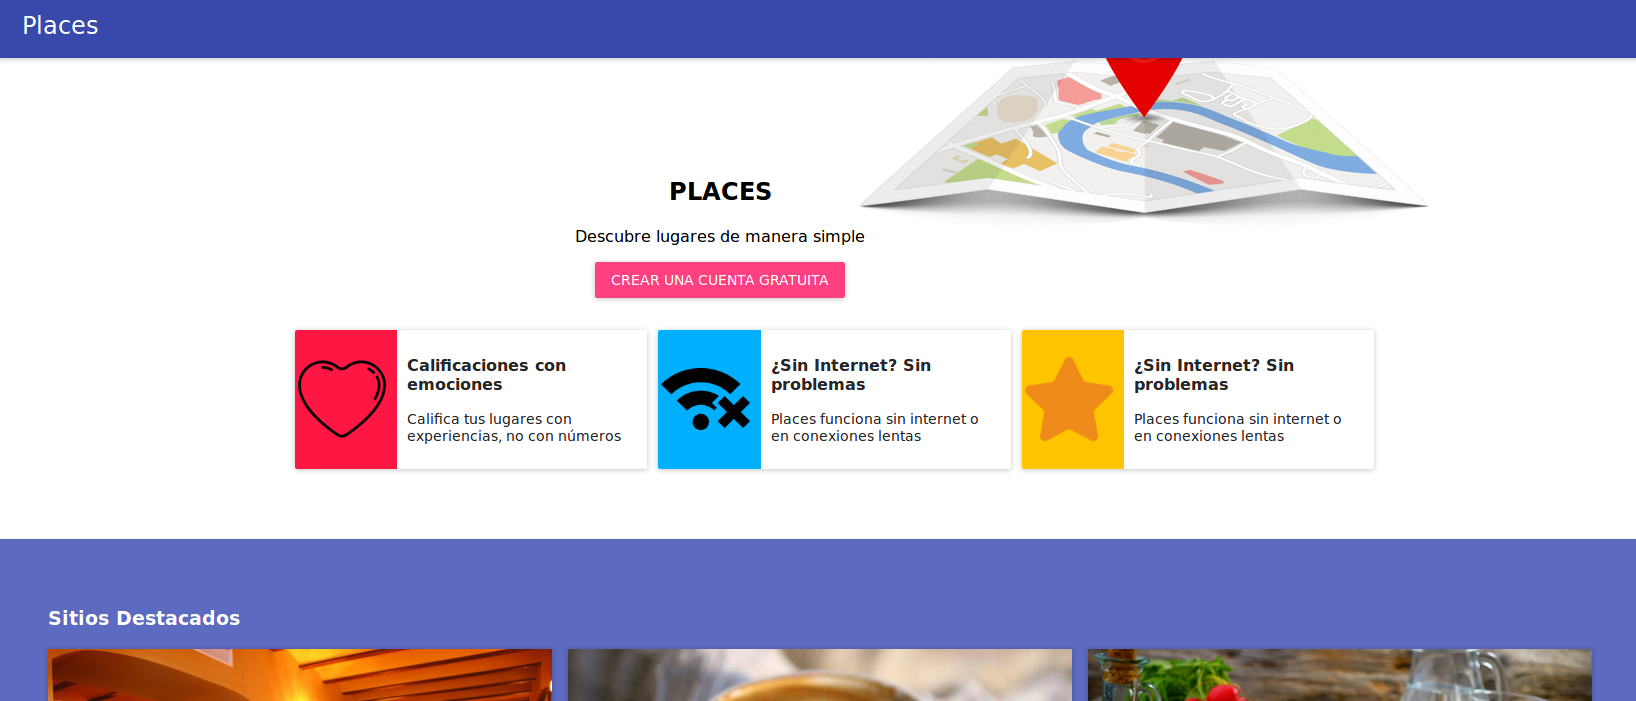 Places
PLACES
Descubre lugares de manera simple
CREAR UNA CUENTA GRATUITA
Calificaciones con
emociones
Califica tus lugares con
experiencias, no con números
¿Sin Internet? Sin
problemas
Places funciona sin internet o
en conexiones lentas
¿Sin Internet? Sin
problemas
Places funciona sin internet o
en conexiones lentas
Sitios Destacados